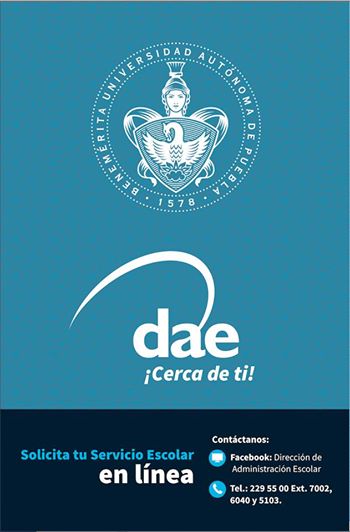 BENEMÉRITA UNIVERSIDAD AUTÓNOMA DE PUEBLA
· 1578 ·
dae
¡Cerca de ti!
Solicita tu Servicio Escolar
en línea
Contáctanos:
Facebook: Dirección de
Administración Escolar
Tel.: 229 55 00 Ext. 7002,
6040 y 5103.